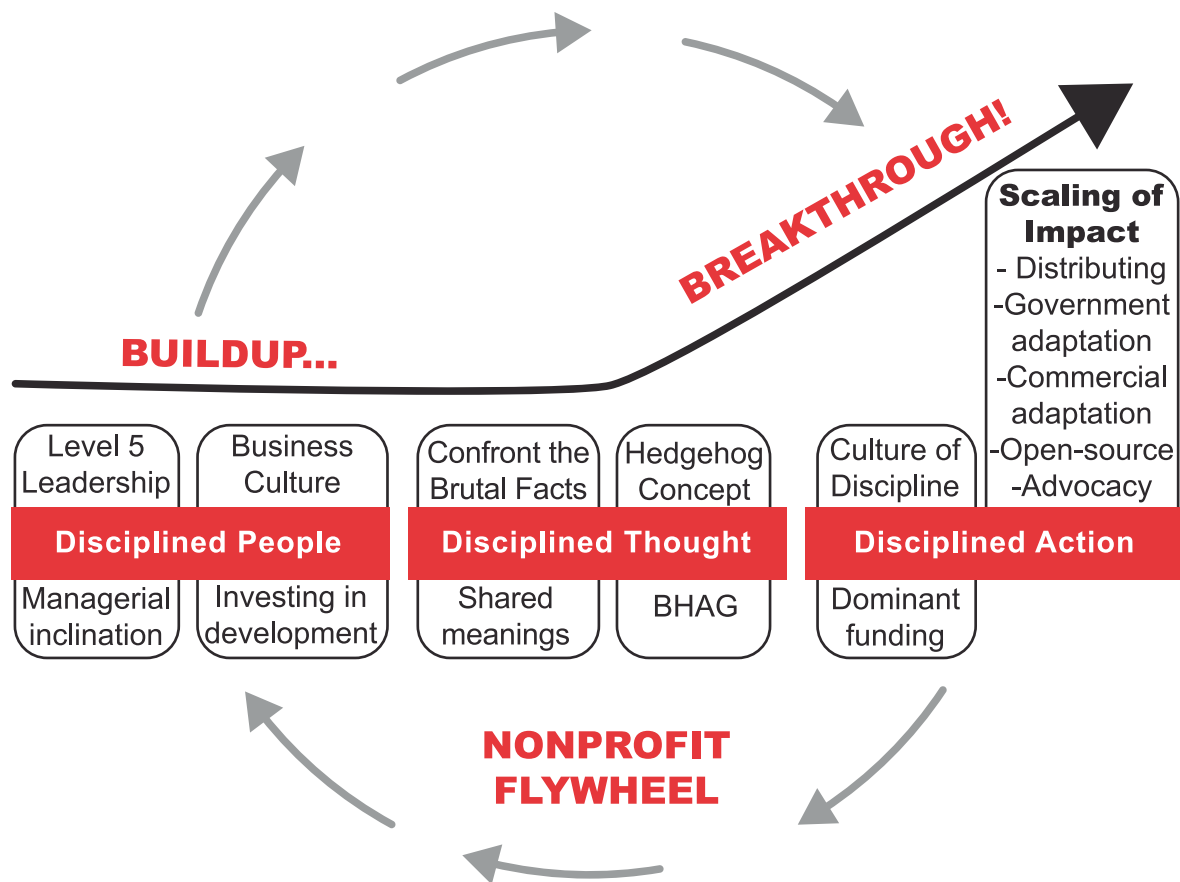 BREAKTHROUGH!
BUILDUP...
Level 5
Leadership
Business
Culture
Confront the
Brutal Facts
Hedgehog
Concept
Culture of
Discipline
Scaling of
Impact
- Distributing
-Government
adaptation
-Commercial
adaptation
-Open-source
-Advocacy
Disciplined People
Disciplined Thought
Disciplined Action
Managerial
inclination
Investing in
development
Shared
meanings
BHAG
Dominant
funding
NONPROFIT
FLYWHEEL